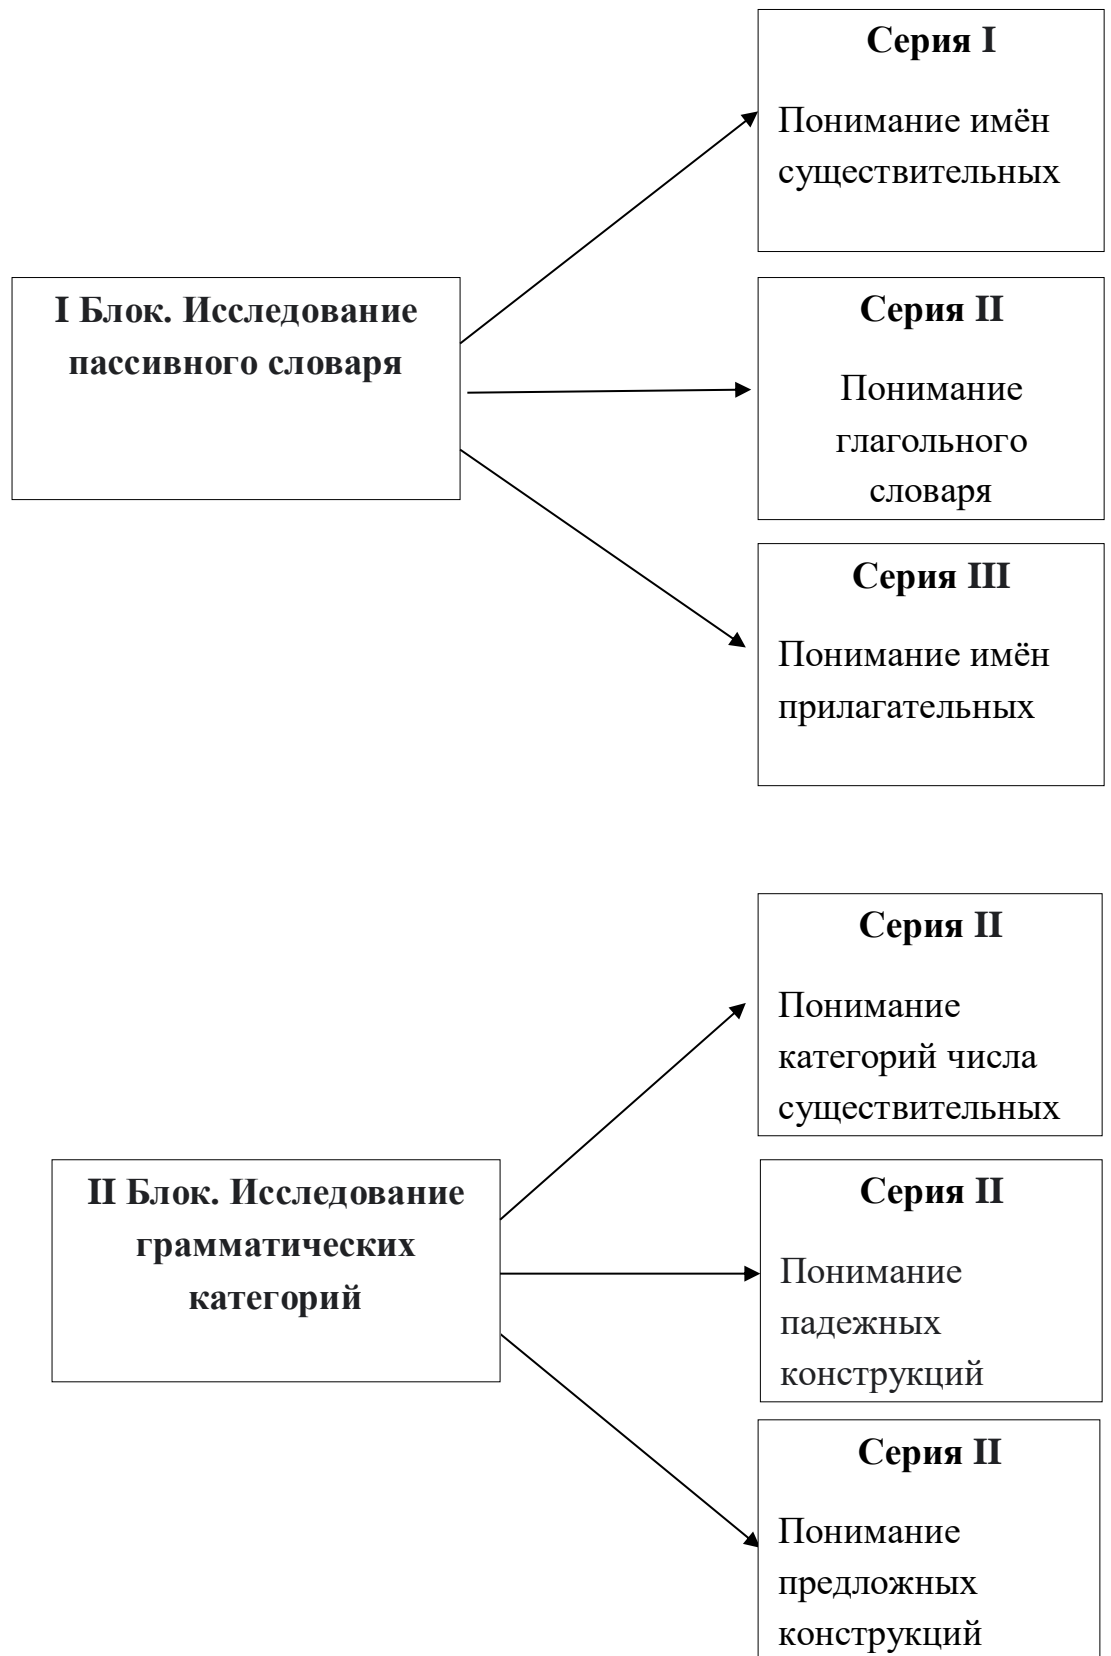 Серия I
Понимание имён
существительных
I Блок. Исследование
пассивного словаря
Серия II
Понимание
глагольного
словаря
Серия III
Понимание имён
прилагательных
Серия II
Понимание
категорий числа
существительных
II Блок. Исследование
грамматических
категорий
Серия II
Понимание
падежных
конструкций
Серия II
Понимание
предложных
конструкций